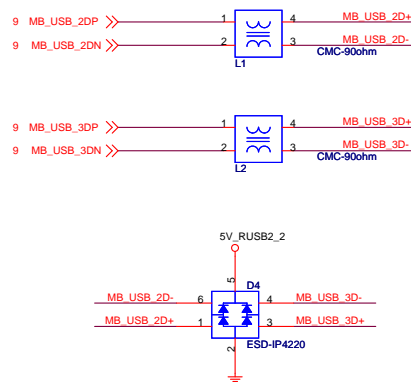 9 MB_USB_2DP 1 4 MB_USB_2D+
9 MB_USB_2DN 2 3 MB_USB_2D-
L1 CMC-90ohm
9 MB_USB_3DP 1 4 MB_USB_3D+
9 MB_USB_3DN 2 3 MB_USB_3D-
L2 CMC-90ohm
5V_RUSB2_2
5 D4
MB_USB_2D- 6 4 MB_USB_3D-
MB_USB_2D+ 1 3 MB_USB_3D+
2 ESD-IP4220